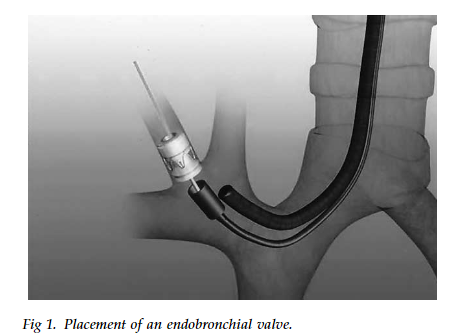 Fig 1. Placement of an endobronchial valve.